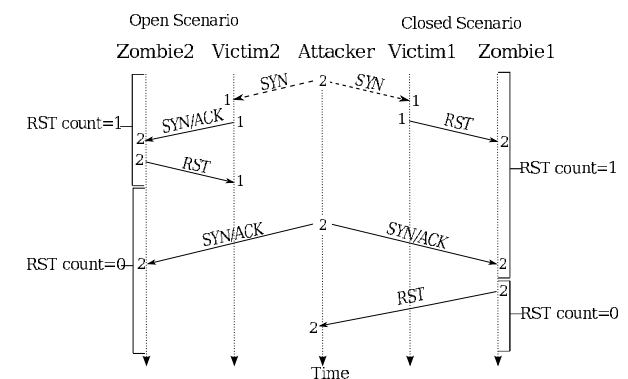 Open Scenario Closed Scenario
Zombie2 Victim2 Attacker Victim1 Zombie1
SYN 2 SYN
1 1
RST count=1 SYN/ACK 1 1 RST
2 2
2 RST
1
RST count=1
SYN/ACK 2 SYN/ACK
RST count=0 2 2
RST 2
2 RST count=0
Time